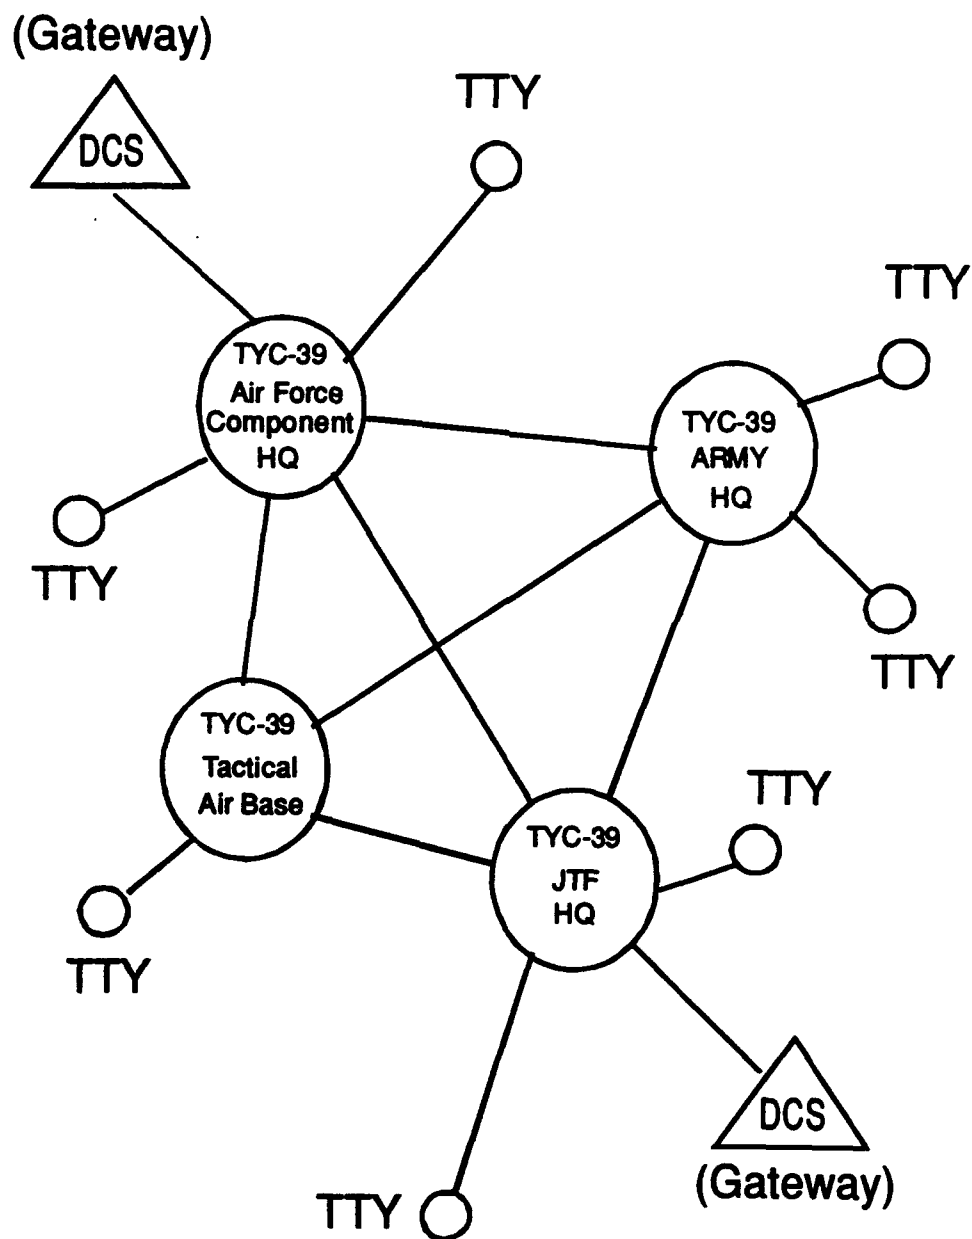 (Gateway)
DCS
TTY
TTY
TYC-39
Air Force
Component
HQ
TYC-39
ARMY
HQ
TTY
TTY
TYC-39
Tactical
Air Base
TTY
TYC-39
JTF
HQ
TTY
DCS
(Gateway)
TTY